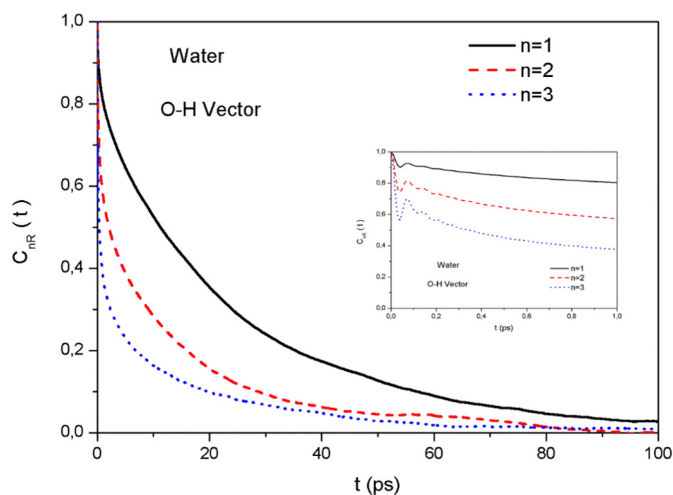 1,0
0,8
0,6
0,4
0,2
0,0
C_nR (t)
Water
O-H Vector
n=1
n=2
n=3
1,0
0,8
0,6
0,4
0,2
0,0
C_nR (t)
Water
O-H Vector
n=1
n=2
n=3
0,0 0,2 0,4 0,6 0,8 1,0
t (ps)
0 20 40 60 80 100
t (ps)